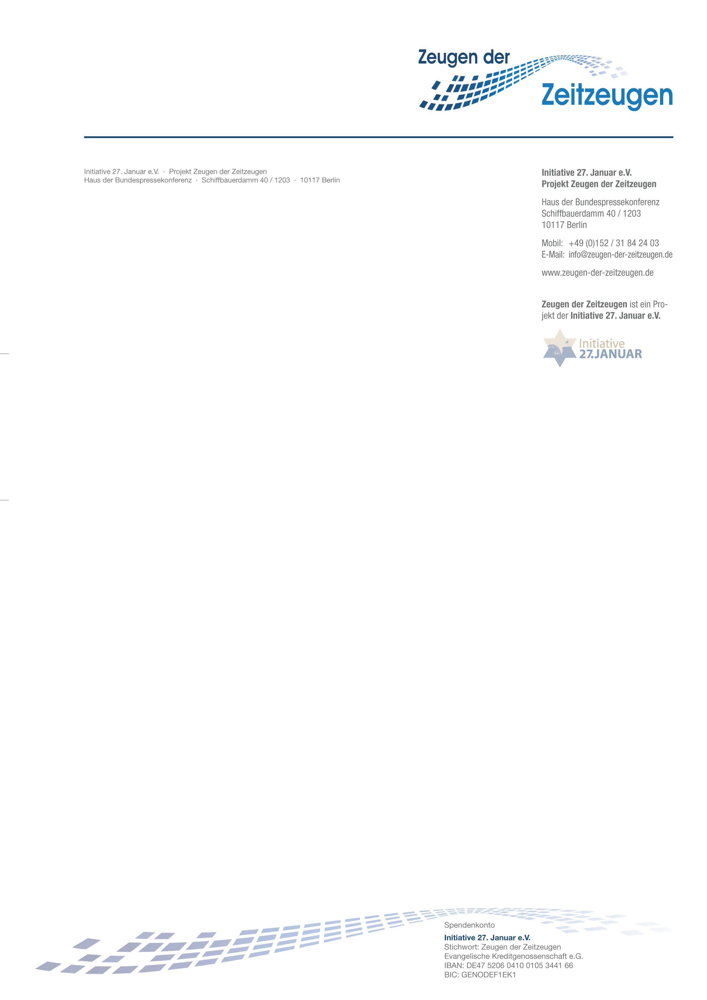 Zeugen der
Zeitzeugen
Initiative 27. Januar e.V. · Projekt Zeugen der Zeitzeugen
Haus der Bundespressekonferenz · Schiffbauerdamm 40 / 1203 · 10117 Berlin
Initiative 27. Januar e.V.
Projekt Zeugen der Zeitzeugen
Haus der Bundespressekonferenz
Schiffbauerdamm 40 / 1203
10117 Berlin
Mobil: +49 (0)152 / 31 84 24 03
E-Mail: info@zeugen-der-zeitzeugen.de
www.zeugen-der-zeitzeugen.de
Zeugen der Zeitzeugen ist ein Pro-
jekt der Initiative 27. Januar e.V.
Initiative
27.JANUAR
Spendenkonto
Initiative 27. Januar e.V.
Stichwort: Zeugen der Zeitzeugen
Evangelische Kreditgenossenschaft e.G.
IBAN: DE47 5206 0410 0105 3441 66
BIC: GENODEF1EK1